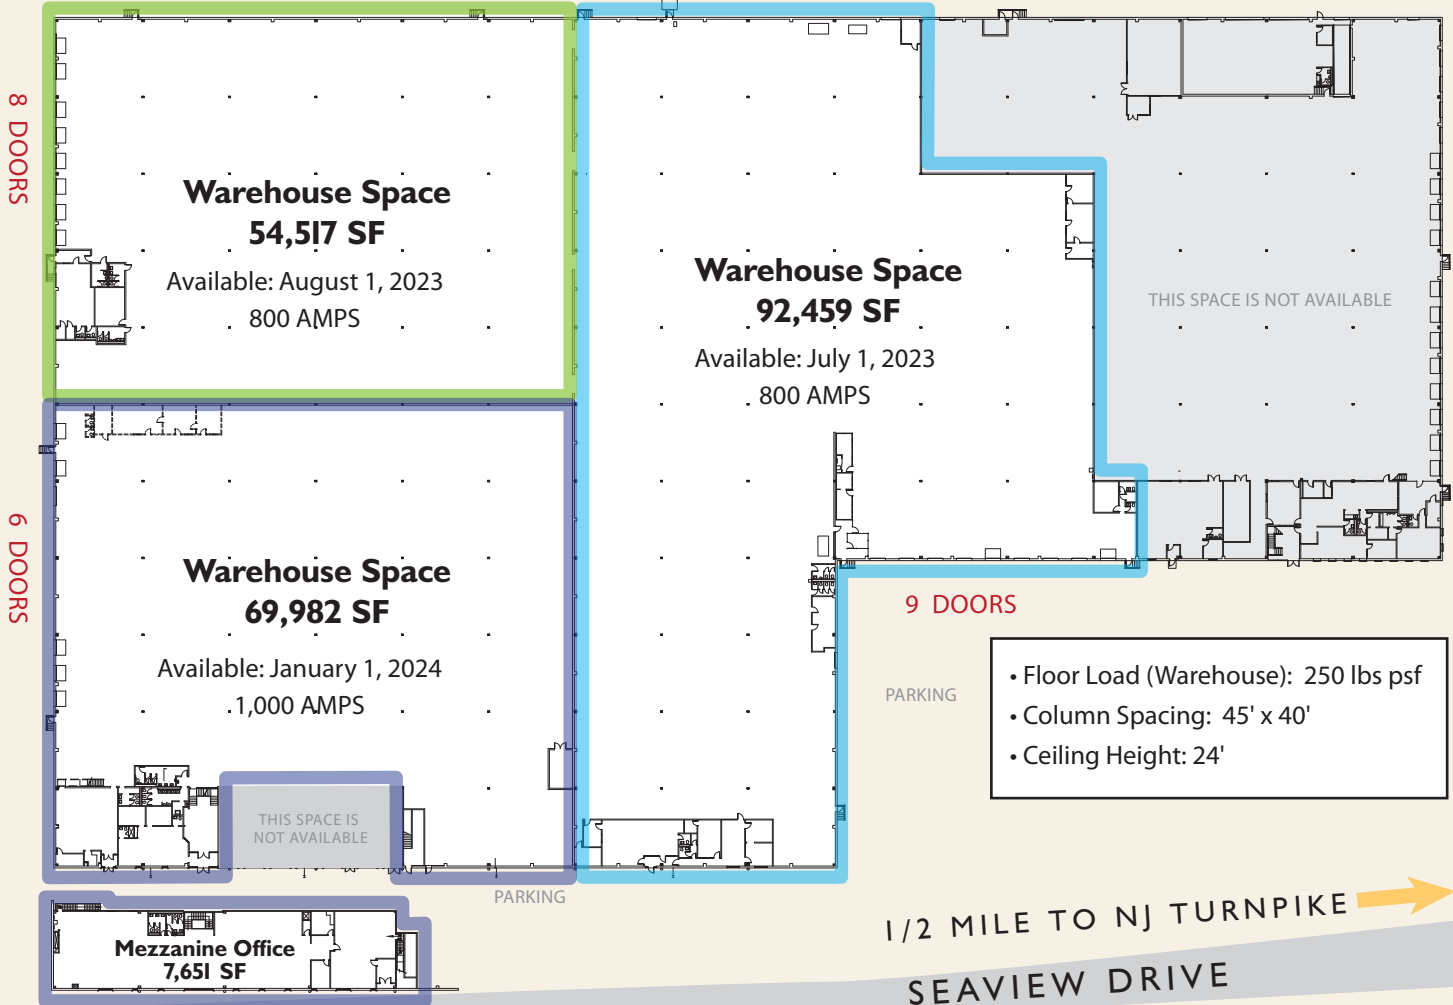 8 DOORS
Warehouse Space
54,517 SF
Available: August 1, 2023
800 AMPS
Warehouse Space
92,459 SF
Available: July 1, 2023
800 AMPS
THIS SPACE IS NOT AVAILABLE
6 DOORS
Warehouse Space
69,982 SF
Available: January 1, 2024
1,000 AMPS
THIS SPACE IS
NOT AVAILABLE
9 DOORS
PARKING
• Floor Load (Warehouse): 250 lbs psf
• Column Spacing: 45' x 40'
• Ceiling Height: 24'
PARKING
Mezzanine Office
7,651 SF
1/2 MILE TO NJ TURNPIKE
SEAVIEW DRIVE